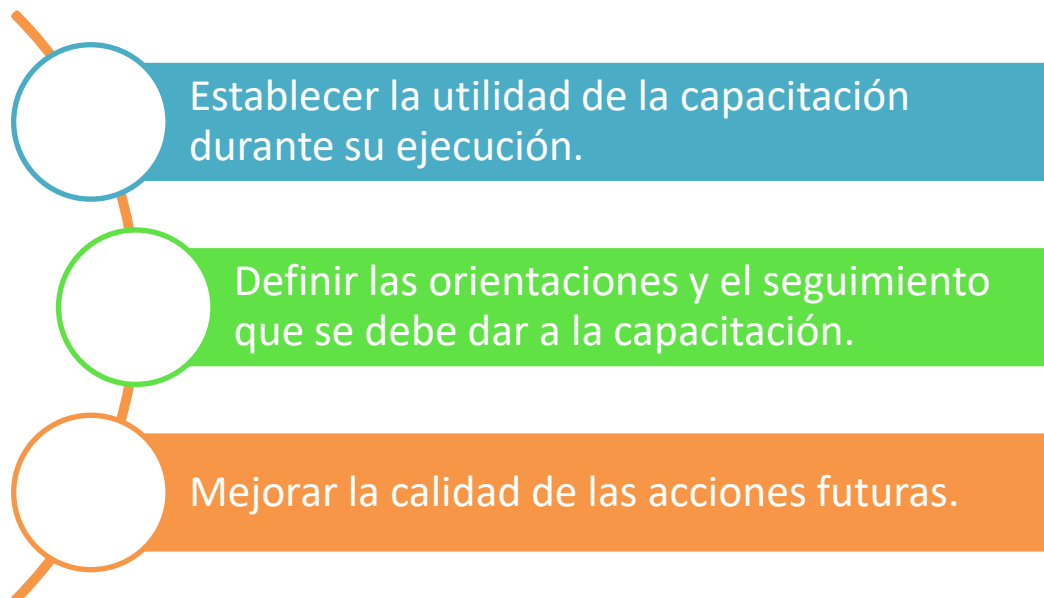 Establecer la utilidad de la capacitación
durante su ejecución.
Definir las orientaciones y el seguimiento
que se debe dar a la capacitación.
Mejorar la calidad de las acciones futuras.